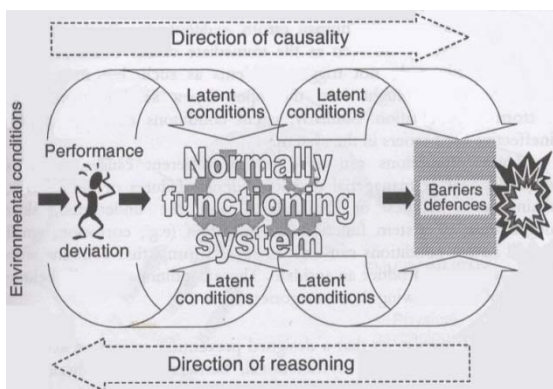 Direction of causality
Latent
conditions
Latent
conditions
Environmental conditions
Performance
deviation
Normally
functioning
system
Barriers
defences
Latent
conditions
Latent
conditions
Direction of reasoning